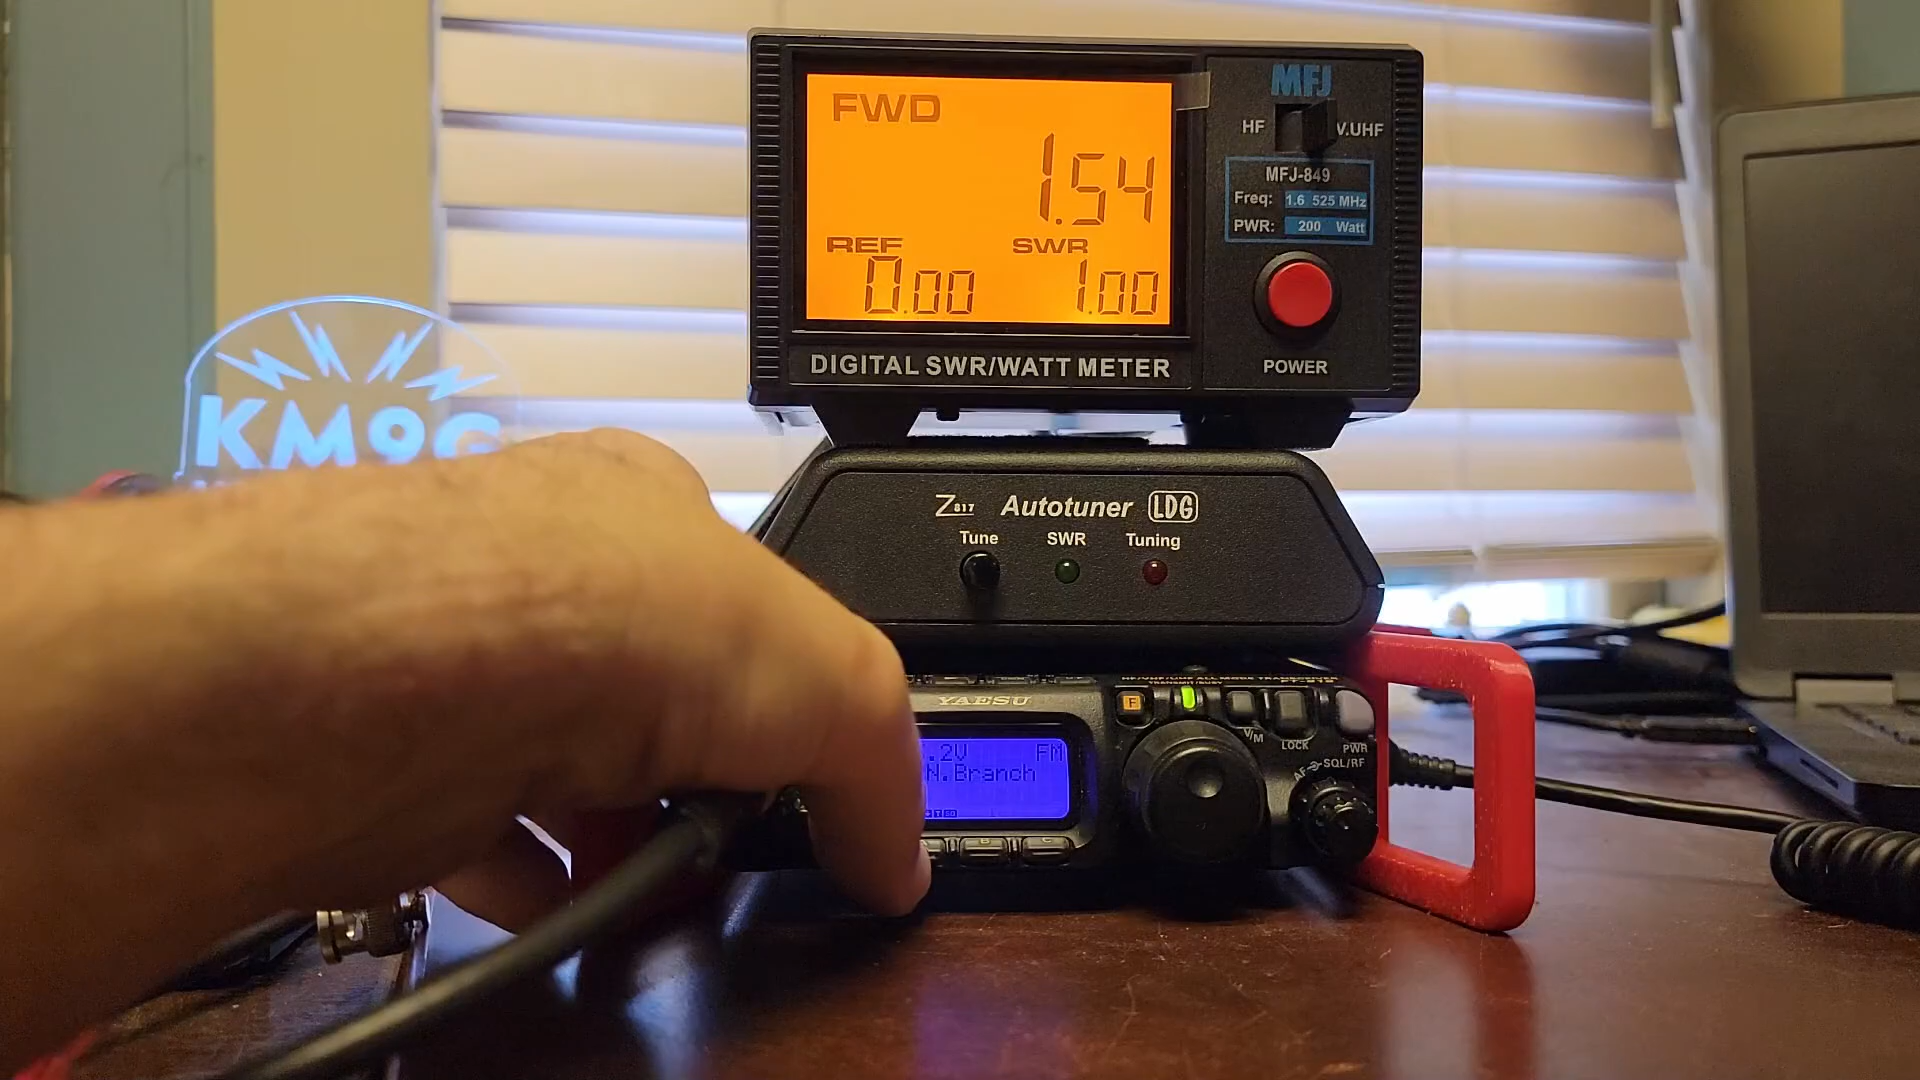 FWD
1.54
REF
SWR
0.00
1.00
DIGITAL SWR/WATT METER
MFJ
HF
V.UHF
MFJ-849
Freq: 1.6 525 MHz
PWR: 200 Watt
POWER
KM9G
Z817 Autotuner LDG
Tune SWR Tuning
YAESU
F
V/M
LOCK
PWR
AF
SQL/RF
.2V FM
N.Branch
A B C